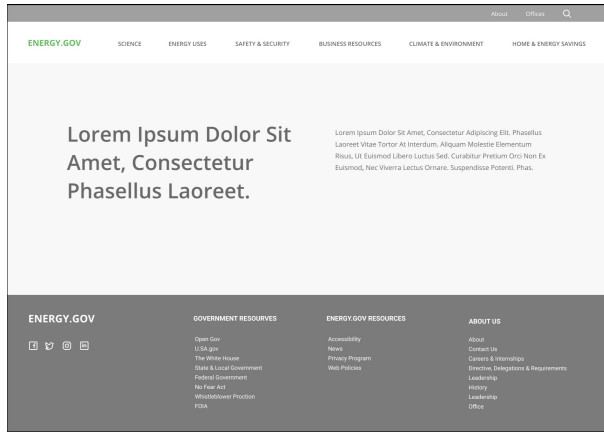 About Offices
ENERGY.GOV SCIENCE ENERGY USES SAFETY & SECURITY BUSINESS RESOURCES CLIMATE & ENVIRONMENT HOME & ENERGY SAVINGS
Lorem Ipsum Dolor Sit
Amet, Consectetur
Phasellus Laoreet.
Lorem Ipsum Dolor Sit Amet, Consectetur Adipiscing Elit. Phasellus
Laoreet Vitae Tortor At Interdum. Aliquam Molestie Elementum
Risus, Ut Euismod Libero Luctus Sed. Curabitur Pretium Orci Non Ex
Euismod, Nec Viverra Lectus Ornare. Suspendisse Potenti. Phas.
ENERGY.GOV
GOVERNMENT RESOURVES
Open Gov
U.SA.gov
The White House
State & Local Government
Federal Government
No Fear Act
Whistleblower Proction
FOIA
ENERGY.GOV RESOURCES
Accessibility
News
Privacy Program
Web Policies
ABOUT US
About
Contact Us
Careers & Internships
Directive, Delegations & Requirements
Leadership
History
Leadership
Office